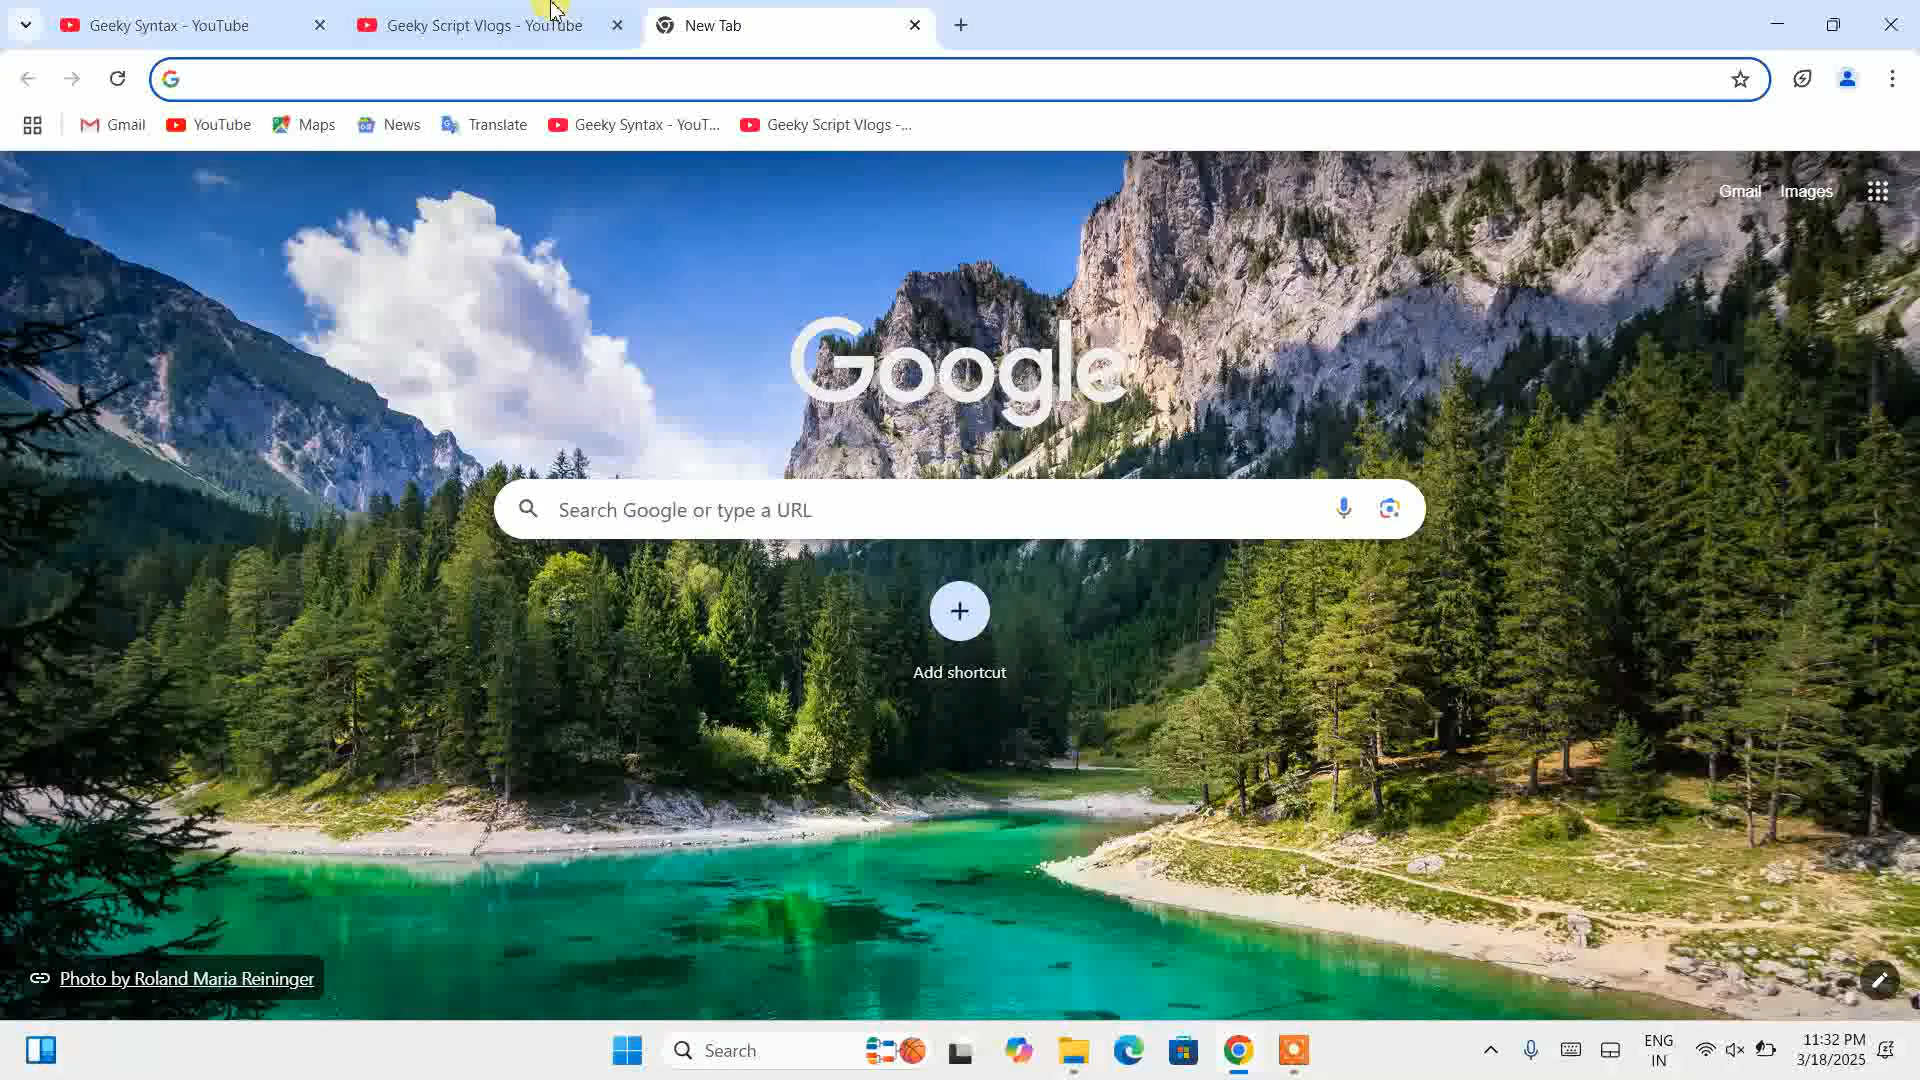 Geeky Syntax - YouTube
Geeky Script Vlogs - YouTube
New Tab
Gmail
YouTube
Maps
News
Translate
Geeky Syntax - YouT...
Geeky Script Vlogs -...
Gmail
Images
Google
Search Google or type a URL
Add shortcut
Photo by Roland Maria Reininger
Search
ENG
IN
11:32 PM
3/18/2025